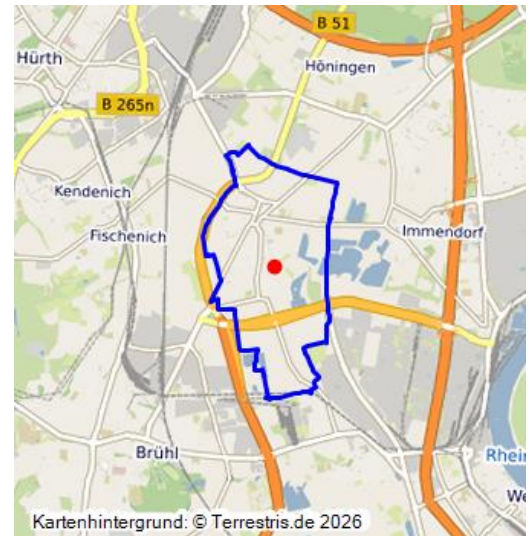 B 51
Hürth
Höningen
B 265n
Kendenich
Fischenich
Immendorf
Brühl
Rhein
We
Kartenhintergrund: © Terrestris.de 2026